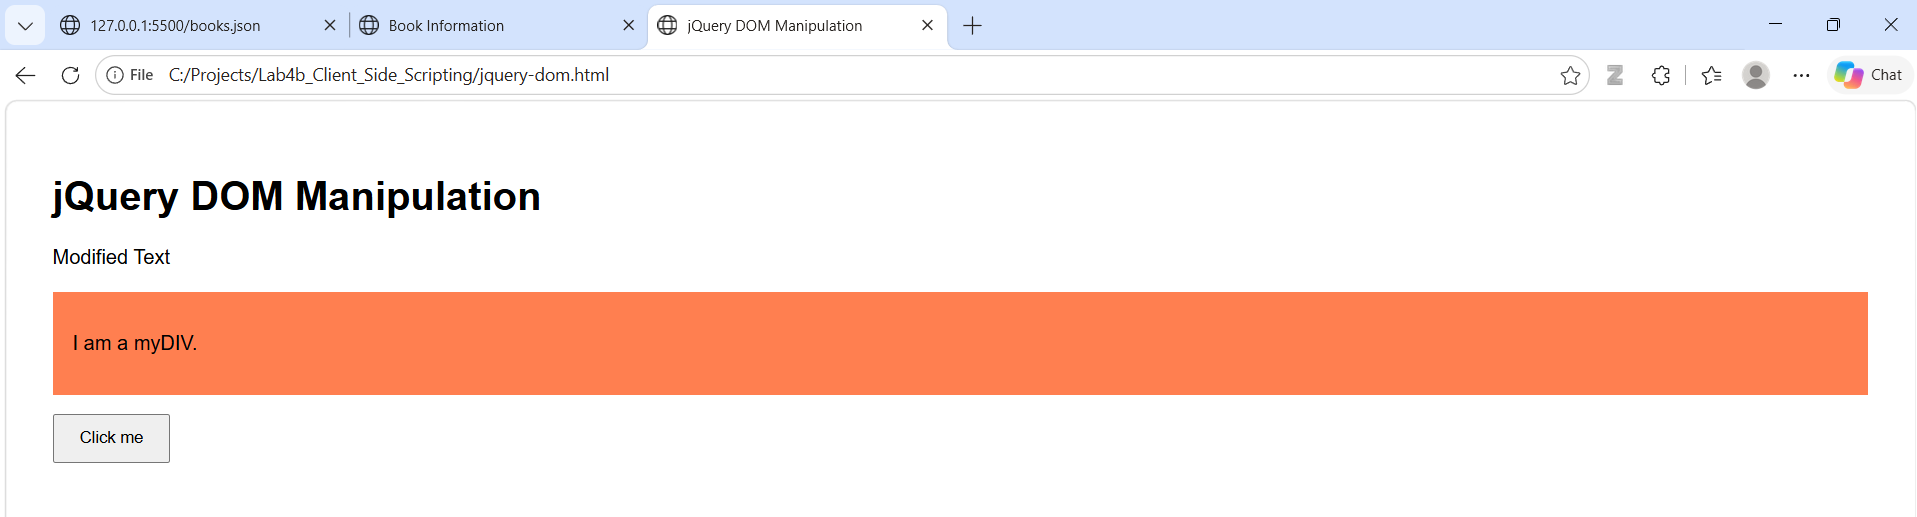 127.0.0.1:5500/books.json
Book Information
jQuery DOM Manipulation
File C:/Projects/Lab4b_Client_Side_Scripting/jquery-dom.html
Z
Chat
jQuery DOM Manipulation
Modified Text
I am a myDIV.
Click me